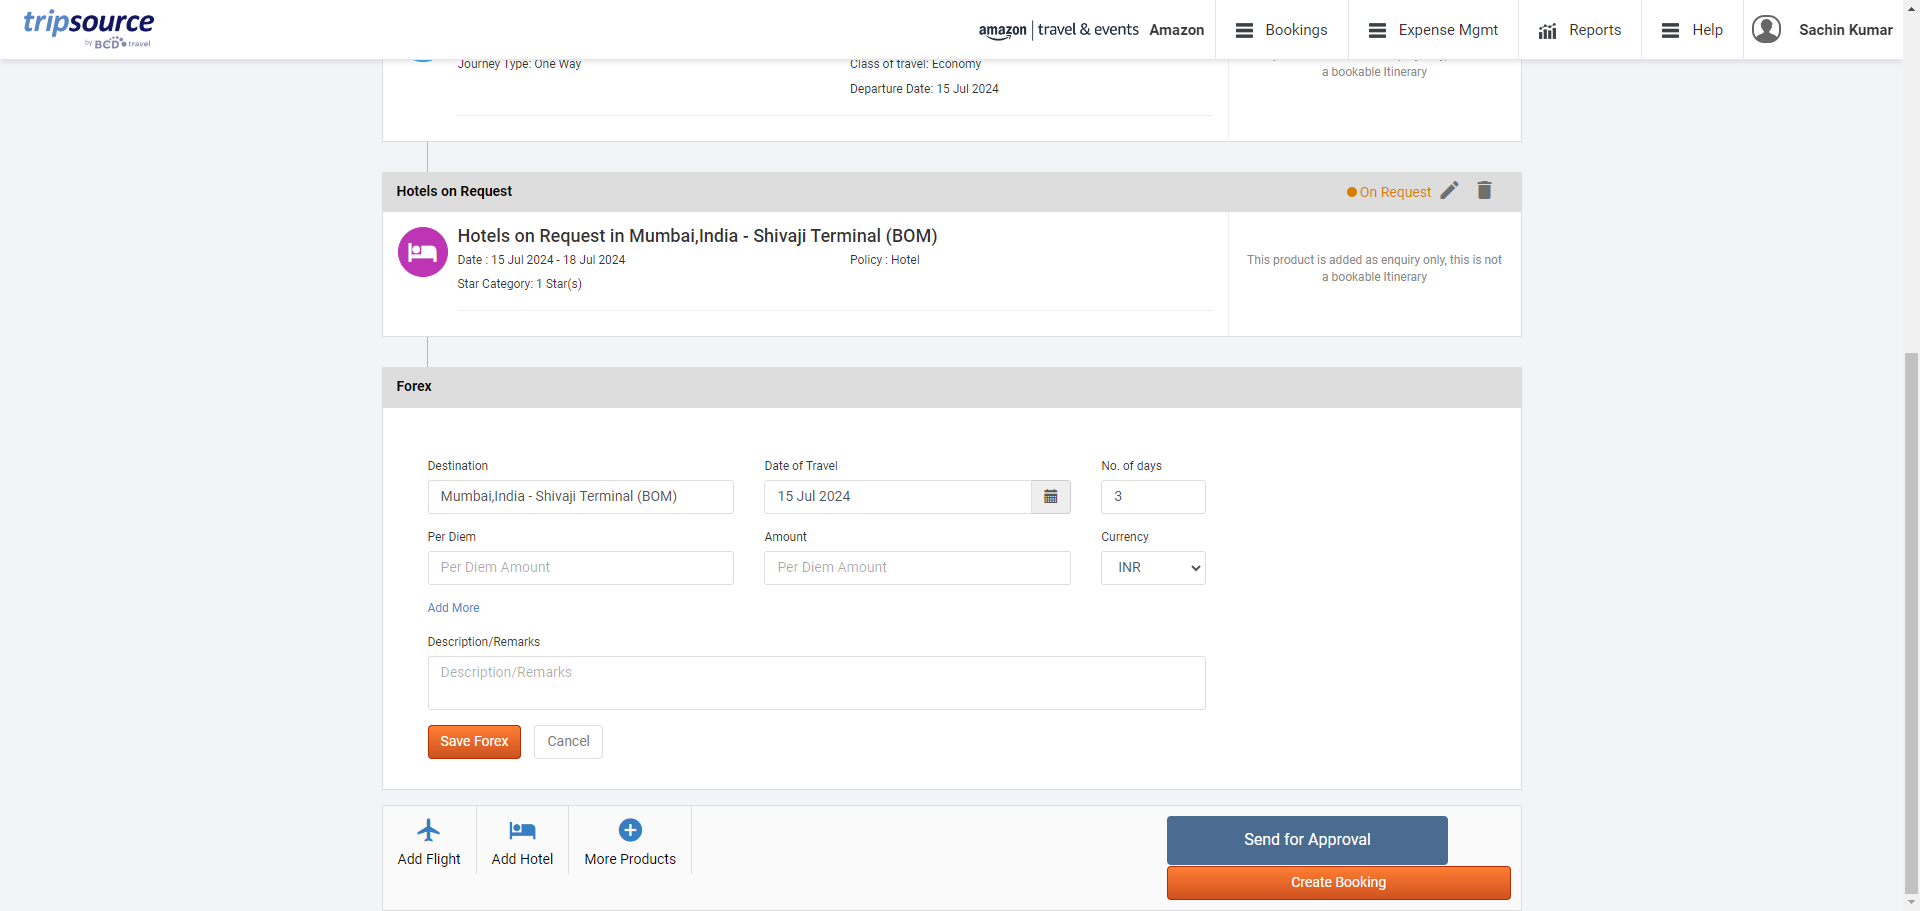 tripsource
by BCD travel
amazon | travel & events Amazon
Bookings
Expense Mgmt
Reports
Help
Sachin Kumar
Journey Type: One Way
Class of travel: Economy
Departure Date: 15 Jul 2024
a bookable Itinerary
Hotels on Request
On Request
Hotels on Request in Mumbai,India - Shivaji Terminal (BOM)
Date : 15 Jul 2024 - 18 Jul 2024
Policy : Hotel
Star Category: 1 Star(s)
This product is added as enquiry only, this is not
a bookable Itinerary
Forex
Destination
Date of Travel
No. of days
Mumbai,India - Shivaji Terminal (BOM)
15 Jul 2024
3
Per Diem
Amount
Currency
Per Diem Amount
Per Diem Amount
INR
Add More
Description/Remarks
Description/Remarks
Save Forex
Cancel
Add Flight
Add Hotel
More Products
Send for Approval
Create Booking